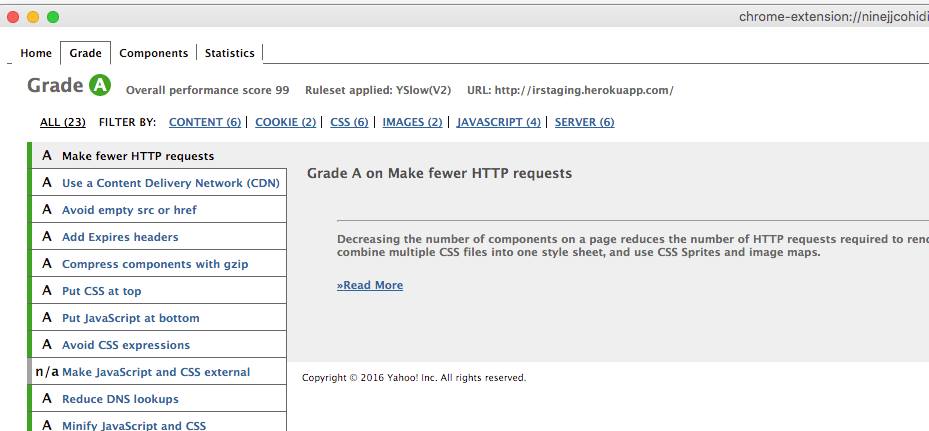 chrome-extension://ninejjcohidi
Home Grade Components Statistics
Grade A Overall performance score 99 Ruleset applied: YSlow(V2) URL: http://irstaging.herokuapp.com/
ALL (23) FILTER BY: CONTENT (6) | COOKIE (2) | CSS (6) | IMAGES (2) | JAVASCRIPT (4) | SERVER (6)
A Make fewer HTTP requests
A Use a Content Delivery Network (CDN)
A Avoid empty src or href
A Add Expires headers
A Compress components with gzip
A Put CSS at top
A Put JavaScript at bottom
A Avoid CSS expressions
n/a Make JavaScript and CSS external
A Reduce DNS lookups
A Minify JavaScript and CSS
Grade A on Make fewer HTTP requests
Decreasing the number of components on a page reduces the number of HTTP requests required to rend
combine multiple CSS files into one style sheet, and use CSS Sprites and image maps.
»Read More
Copyright © 2016 Yahoo! Inc. All rights reserved.